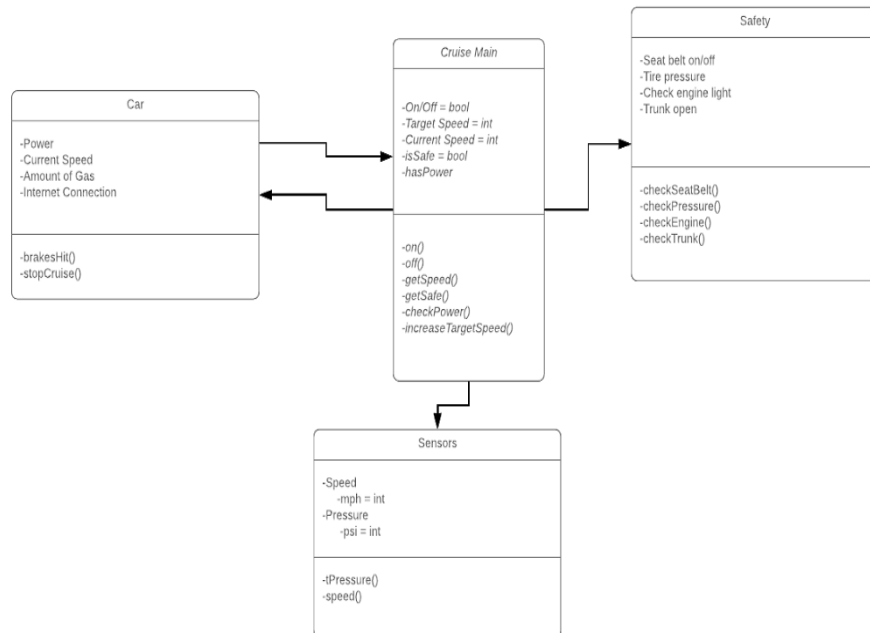 Car
-Power
-Current Speed
-Amount of Gas
-Internet Connection
-brakesHit()
-stopCruise()
Cruise Main
-On/Off = bool
-Target Speed = int
-Current Speed = int
-isSafe = bool
-hasPower
-on()
-off()
-getSpeed()
-getSafe()
-checkPower()
-increaseTargetSpeed()
Safety
-Seat belt on/off
-Tire pressure
-Check engine light
-Trunk open
-checkSeatBelt()
-checkPressure()
-checkEngine()
-checkTrunk()
Sensors
-Speed
-mph = int
-Pressure
-psi = int
-tPressure()
-speed()